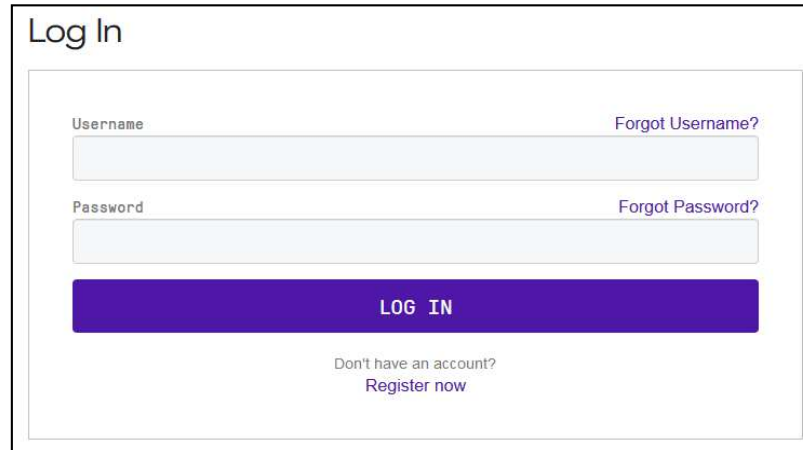 Log In
Username Forgot Username?
Password Forgot Password?
LOG IN
Don't have an account?
Register now